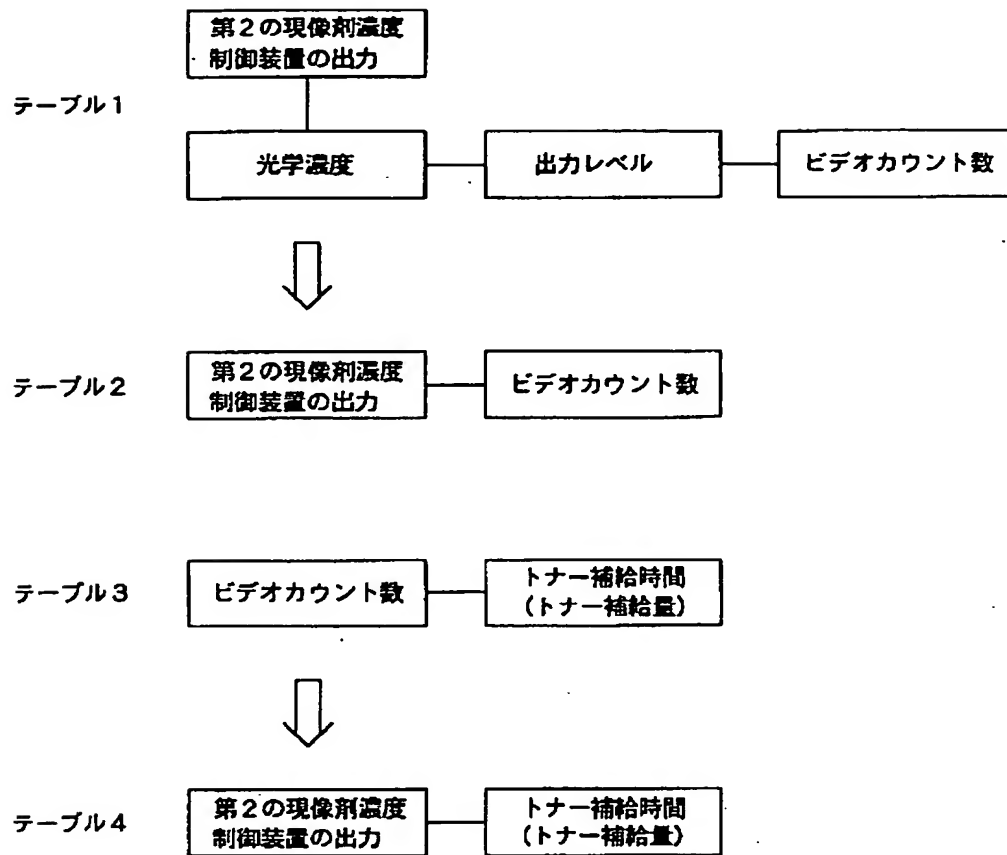 第２の現像剤濃度
制御装置の出力
テーブル１
光学濃度
出力レベル
ビデオカウント数
テーブル２
第２の現像剤濃度
制御装置の出力
ビデオカウント数
テーブル３
ビデオカウント数
トナー補給時間
(トナー補給量)
テーブル４
第２の現像剤濃度
制御装置の出力
トナー補給時間
(トナー補給量)